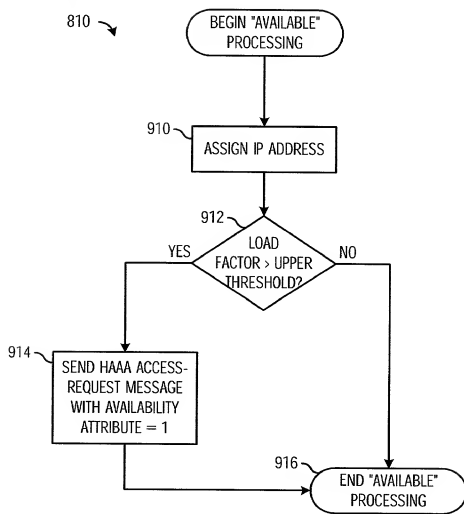 810
BEGIN "AVAILABLE"
PROCESSING
910
ASSIGN IP ADDRESS
912
LOAD
FACTOR > UPPER
THRESHOLD?
YES
NO
914
SEND HAAA ACCESS-
REQUEST MESSAGE
WITH AVAILABILITY
ATTRIBUTE = 1
916
END "AVAILABLE"
PROCESSING